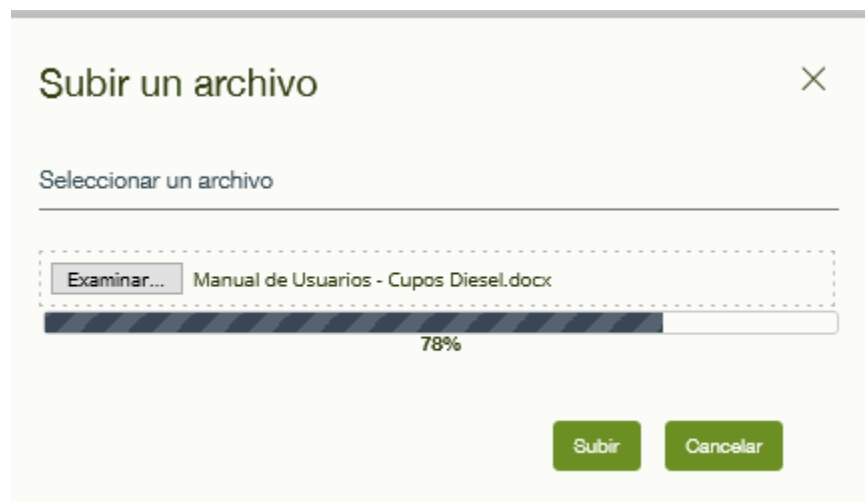 Subir un archivo
Seleccionar un archivo
Examinar... Manual de Usuarios - Cupos Diesel.docx
78%
Subir Cancelar